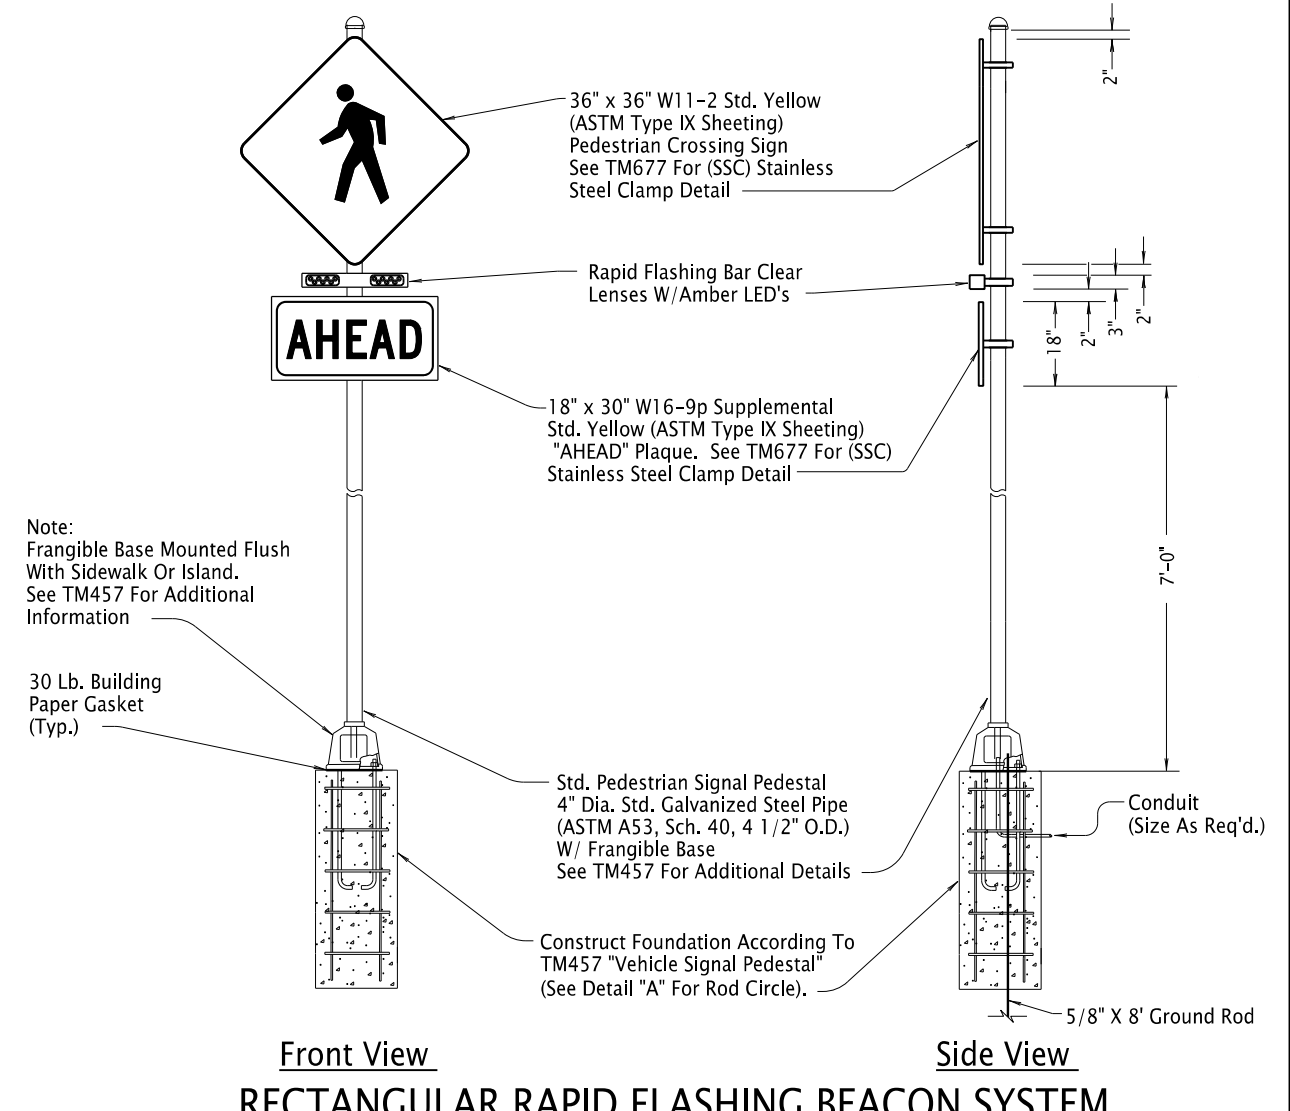 36" x 36" W11-2 Std. Yellow
(ASTM Type IX Sheeting)
Pedestrian Crossing Sign
See TM677 For (SSC) Stainless
Steel Clamp Detail
2"
Rapid Flashing Bar Clear
Lenses W/Amber LED's
AHEAD
18"
2"
3"
2"
18" x 30" W16-9p Supplemental
Std. Yellow (ASTM Type IX Sheeting)
"AHEAD" Plaque. See TM677 For (SSC)
Stainless Steel Clamp Detail
Note:
Frangible Base Mounted Flush
With Sidewalk Or Island.
See TM457 For Additional
Information
7'-0"
30 Lb. Building
Paper Gasket
(Typ.)
Std. Pedestrian Signal Pedestal
4" Dia. Std. Galvanized Steel Pipe
(ASTM A53, Sch. 40, 4 1/2" O.D.)
W/ Frangible Base
See TM457 For Additional Details
Conduit
(Size As Req'd.)
Construct Foundation According To
TM457 "Vehicle Signal Pedestal"
(See Detail "A" For Rod Circle).
5/8" X 8' Ground Rod
Front View
Side View
RECTANGULAR RAPID FLASHING BEACON SYSTEM